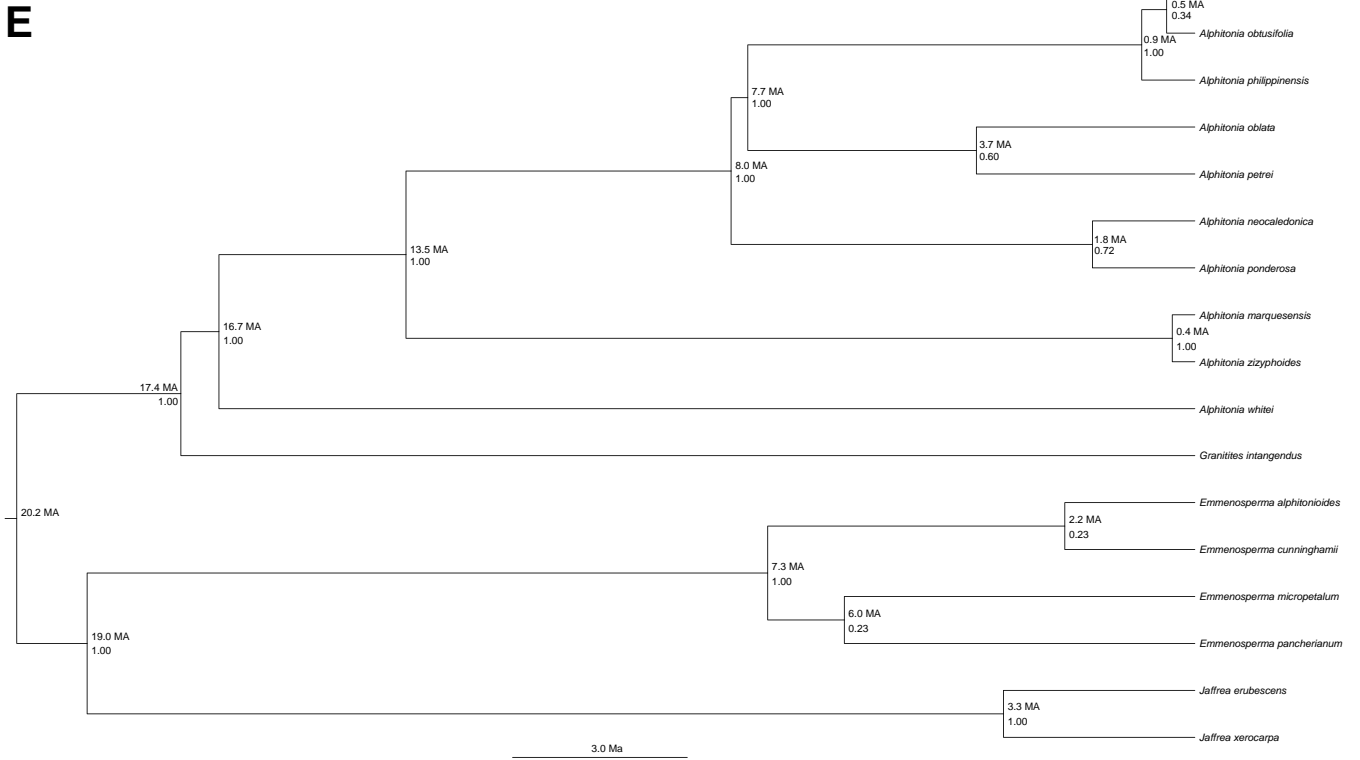 E
0.5 MA
0.34
Alphitonia obtusifolia
0.9 MA
1.00
Alphitonia philippinensis
7.7 MA
1.00
Alphitonia oblata
3.7 MA
0.60
Alphitonia petrei
8.0 MA
1.00
Alphitonia neocaledonica
1.8 MA
0.72
Alphitonia ponderosa
13.5 MA
1.00
Alphitonia marquesensis
0.4 MA
1.00
Alphitonia zizyphoides
16.7 MA
1.00
17.4 MA
1.00
Alphitonia whitei
Granitites intangendus
20.2 MA
Emmenosperma alphitonioides
2.2 MA
0.23
Emmenosperma cunninghamii
7.3 MA
1.00
Emmenosperma micropetalum
6.0 MA
0.23
Emmenosperma pancherianum
19.0 MA
1.00
Jaffrea erubescens
3.3 MA
1.00
Jaffrea xerocarpa
3.0 Ma